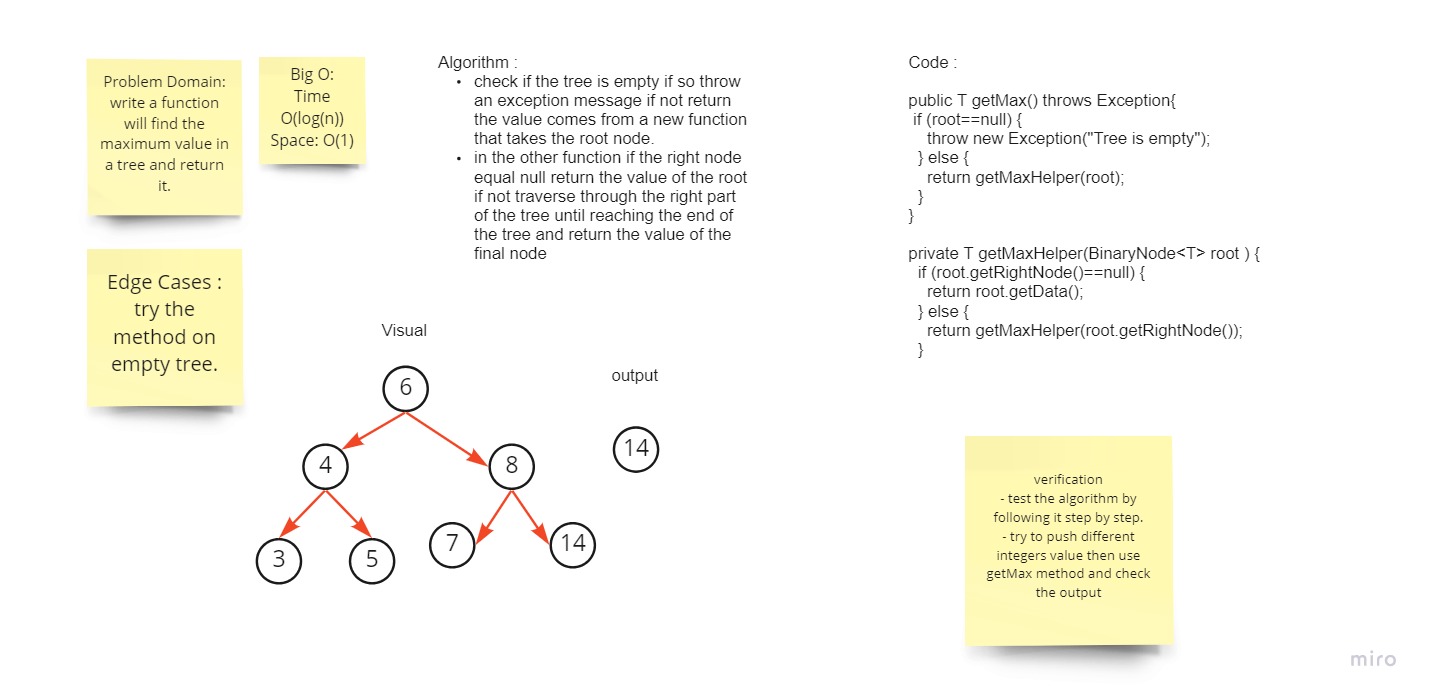 Problem Domain:
write a function
will find the
maximum value in
a tree and return
it.
Big O:
Time
O(log(n))
Space: O(1)
Edge Cases :
try the
method on
empty tree.
Algorithm :
• check if the tree is empty if so throw
an exception message if not return
the value comes from a new function
that takes the root node.
• in the other function if the right node
equal null return the value of the root
if not traverse through the right part
of the tree until reaching the end of
the tree and return the value of the
final node
Visual
6
4
8
3
5
7
14
output
14
Code :
public T getMax() throws Exception{
if (root==null) {
throw new Exception("Tree is empty");
} else {
return getMaxHelper(root);
}
}
private T getMaxHelper(BinaryNode<T> root ) {
if (root.getRightNode()==null) {
return root.getData();
} else {
return getMaxHelper(root.getRightNode());
}
verification
- test the algorithm by
following it step by step.
- try to push different
integers value then use
getMax method and check
the output
miro